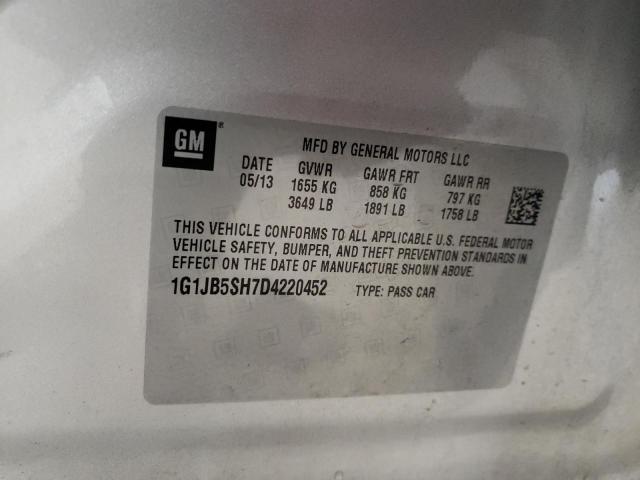 GM®
MFD BY GENERAL MOTORS LLC
DATE GVWR GAWR FRT GAWR RR
05/13 1655 KG 858 KG 797 KG
3649 LB 1891 LB 1758 LB
THIS VEHICLE CONFORMS TO ALL APPLICABLE U.S. FEDERAL MOTOR
VEHICLE SAFETY, BUMPER, AND THEFT PREVENTION STANDARDS IN
EFFECT ON THE DATE OF MANUFACTURE SHOWN ABOVE.
1G1JB5SH7D4220452 TYPE: PASS CAR